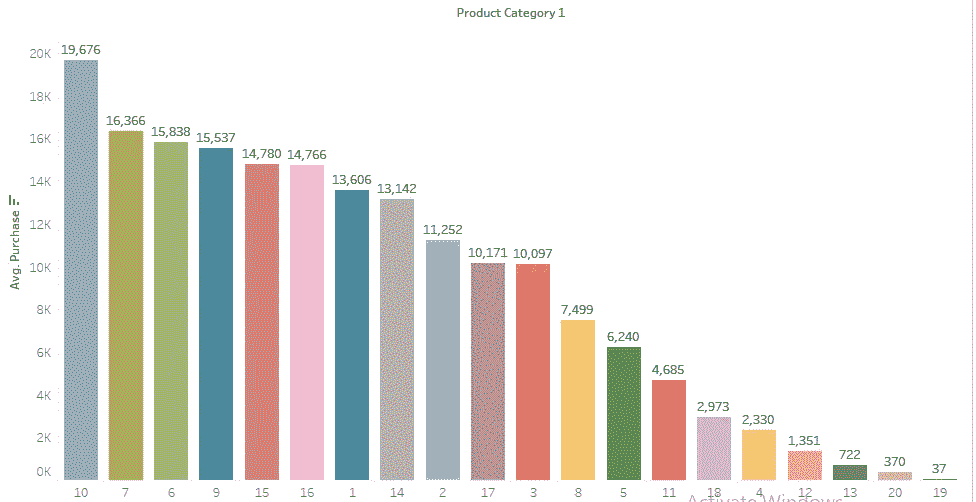 Product Category 1
20K
18K
16K
14K
12K
10K
8K
6K
4K
2K
0K
Avg. Purchase
19,676
16,366
15,838
15,537
14,780
14,766
13,606
13,142
11,252
10,171
10,097
7,499
6,240
4,685
2,973
2,330
1,351
722
370
37
10 7 6 9 15 16 1 14 2 17 3 8 5 11 18 4 12 13 20 19
Activate Windows